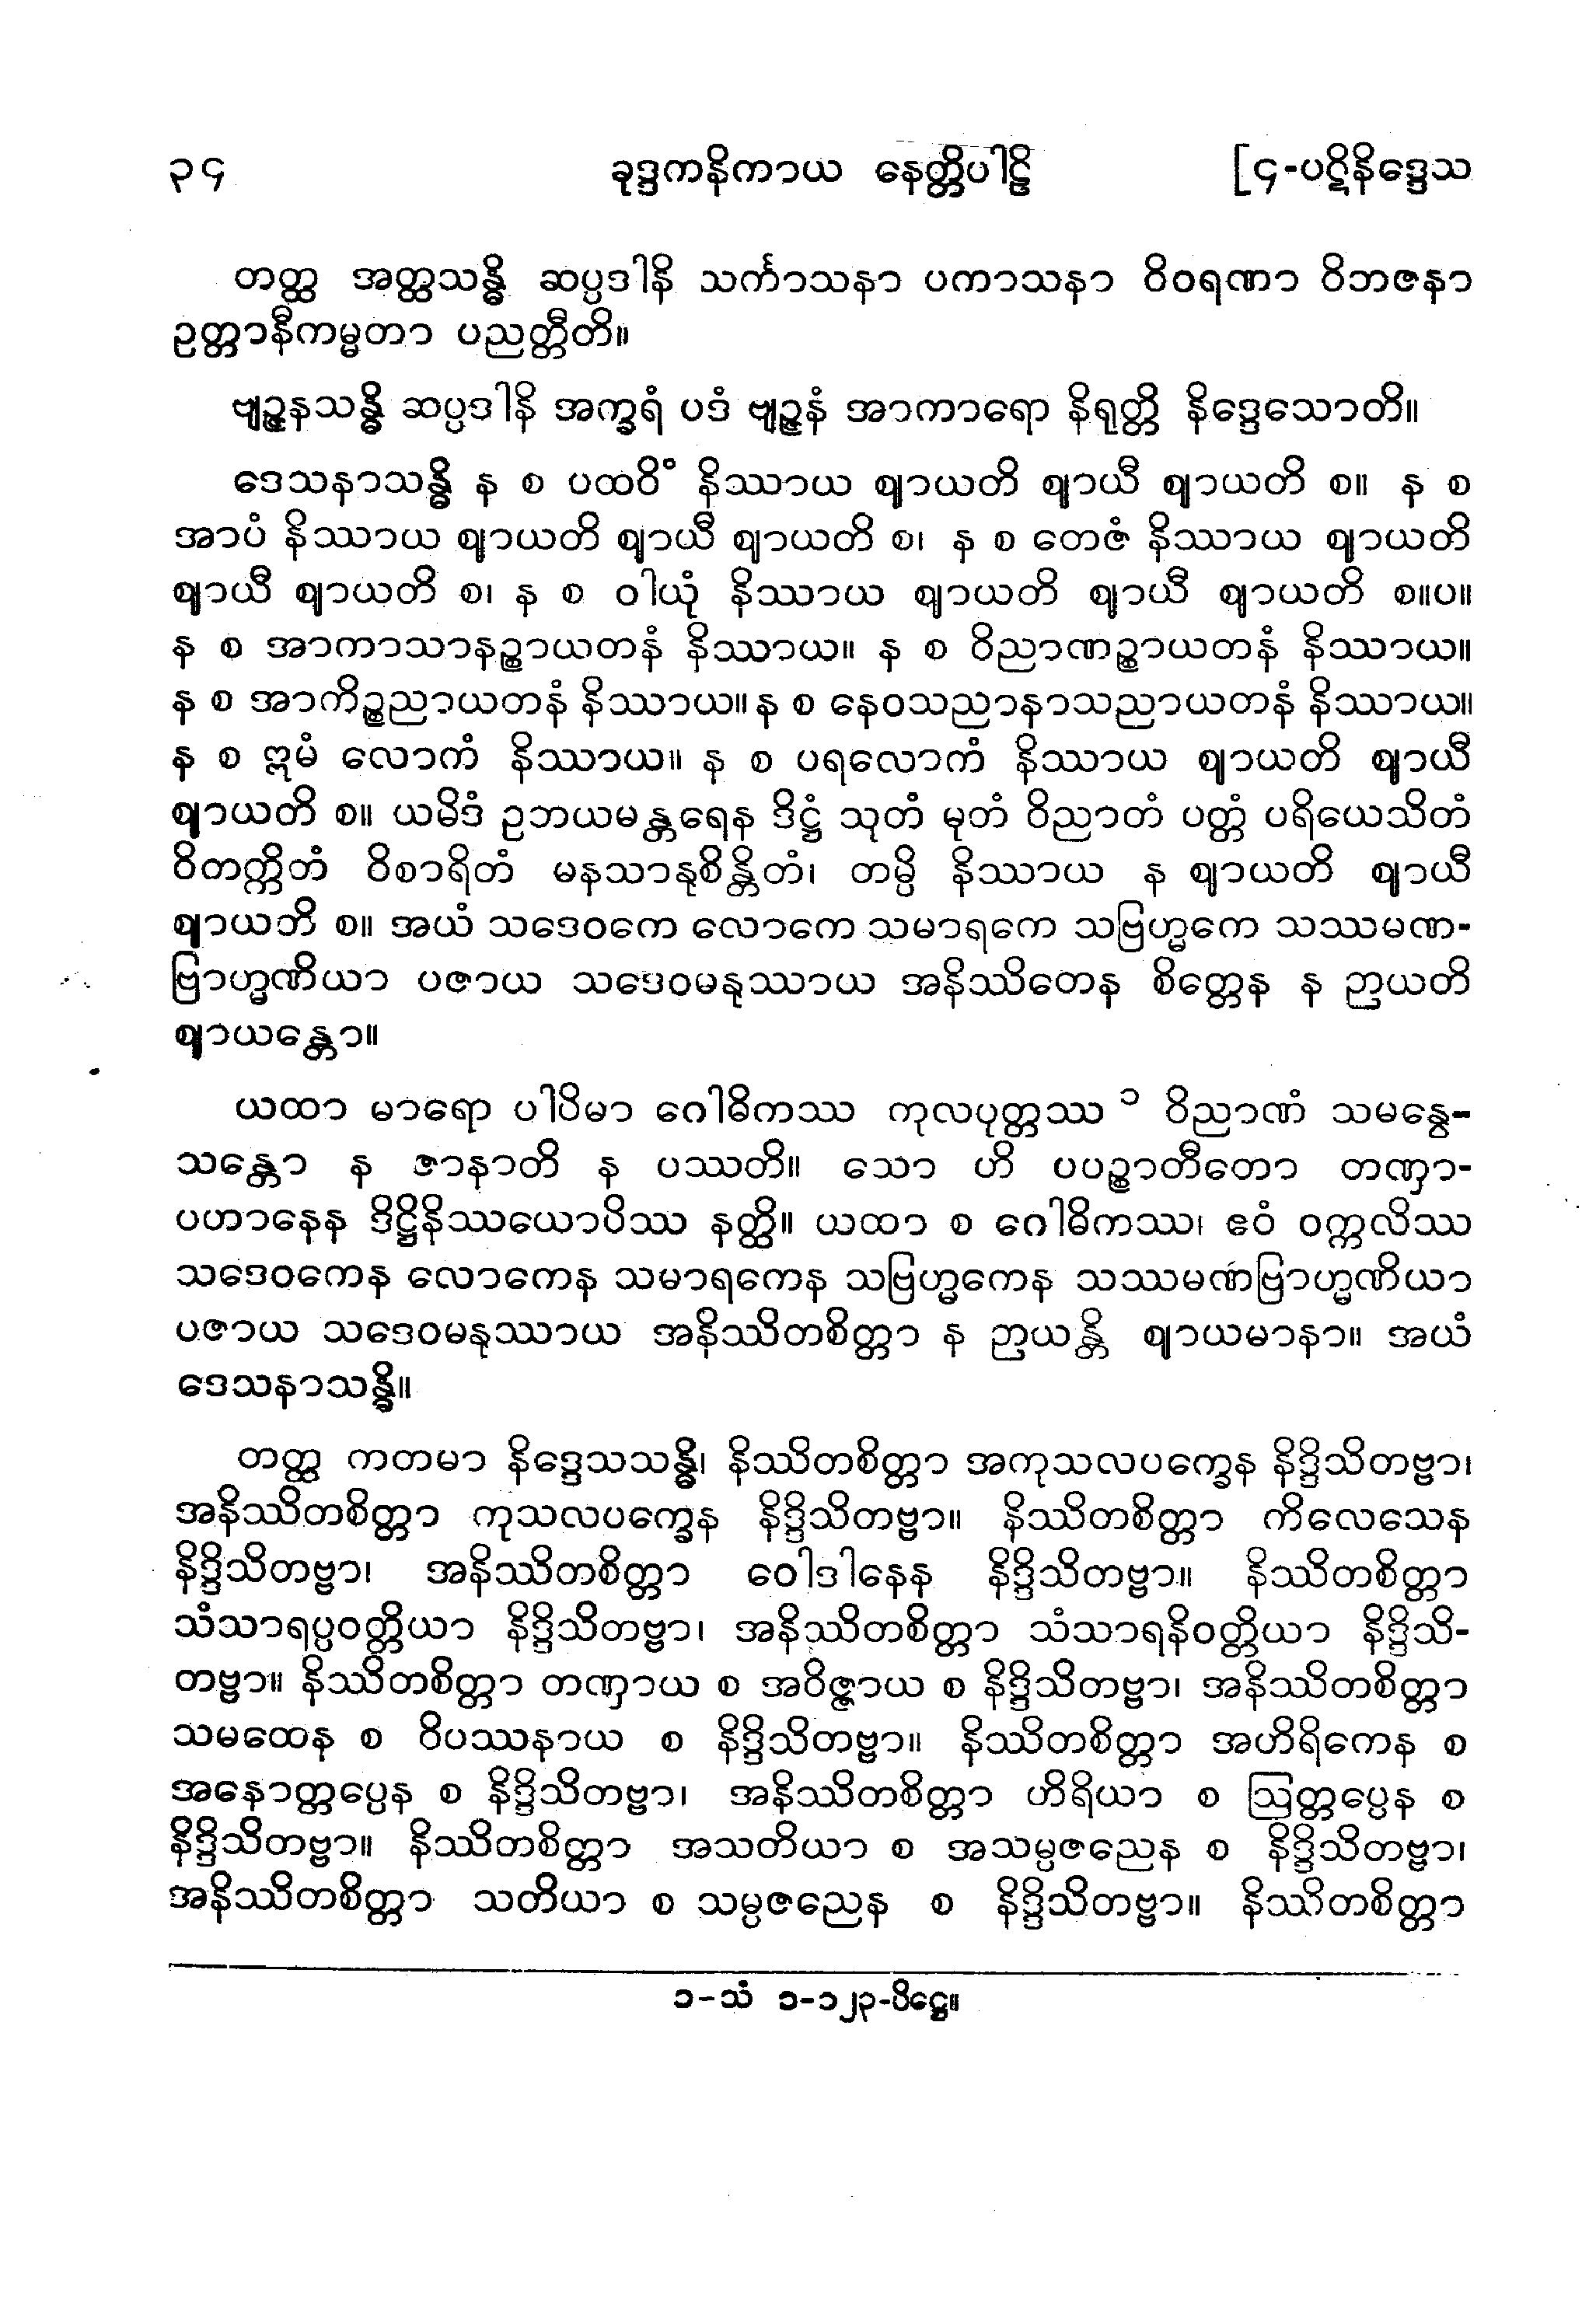 ၃၄ ခုဒ္ဒကနိကာယ နေတ္တိပါဠိ [၄-ပဋိနိဒ္ဒေသ
တတ္ထ အတ္ထသန္ဓိ ဆပ္ပဒါနိ သင်္ကာသနာ ပကာသနာ ဝိဝရဏာ ဝိဘဇနာ
ဥတ္တာနီကမ္မတာ ပညတ္တီတိ။
ဗျဉ္ဇနသန္ဓိ ဆပ္ပဒါနိ အက္ခရံ ပဒံ ဗျဉ္ဇနံ အာကာရော နိရုတ္တိ နိဒ္ဒေသောတိ။
ဒေသနာသန္ဓိ န စ ပထဝိံ နိဿာယ ဈာယတိ ဈာယီ ဈာယတိ စ။ န စ
အာပံ နိဿာယ ဈာယတိ ဈာယီ ဈာယတိ စ၊ န စ တေဇံ နိဿာယ ဈာယတိ
ဈာယီ ဈာယတိ စ၊ န စ ဝါယုံ နိဿာယ ဈာယတိ ဈာယီ ဈာယတိ စ။ပ။
န စ အာကာသာနဉ္စာယတနံ နိဿာယ။ န စ ဝိညာဏဉ္စာယတနံ နိဿာယ။
န စ အာကိဉ္စညာယတနံ နိဿာယ။ န စ နေဝသညာနာသညာယတနံ နိဿာယ။
န စ ဣမံ လောကံ နိဿာယ။ န စ ပရလောကံ နိဿာယ ဈာယတိ ဈာယီ
ဈာယတိ စ။ ယမိဒံ ဥဘယမန္တရေန ဒိဋ္ဌံ သုတံ မုတံ ဝိညာတံ ပတ္တံ ပရိယေသိတံ
ဝိတက္ကိတံ ဝိစာရိတံ မနသာနုစိန္တိတံ၊ တမ္ပိ နိဿာယ န ဈာယတိ ဈာယီ
ဈာယတိ စ။ အယံ သဒေဝကေ လောကေ သမာရကေ သဗြဟ္မကေ သဿမဏ-
ဗြာဟ္မဏိယာ ပဇာယ သဒေဝမနုဿာယ အနိဿိတေန စိတ္တေန န ဉာယတိ
ဈာယန္တော။
ယထာ မာရော ပါပိမာ ဂေါဓိကဿ ကုလပုတ္တဿ ၁ ဝိညာဏံ သမန္ဝေ-
သန္တော န ဇာနာတိ န ပဿတိ။ သော ဟိ ပပဉ္စာတီတော တဏှာ-
ပဟာနေန ဒိဋ္ဌိနိဿယောပိဿ နတ္ထိ။ ယထာ စ ဂေါဓိကဿ၊ ဧဝံ ဝက္ကလိဿ
သဒေဝကေန လောကေန သမာရကေန သဗြဟ္မကေန သဿမဏဗြာဟ္မဏိယာ
ပဇာယ သဒေဝမနုဿာယ အနိဿိတစိတ္တာ န ဉာယန္တိ ဈာယမာနာ။ အယံ
ဒေသနာသန္ဓိ။
တတ္ထ ကတမာ နိဒ္ဒေသသန္ဓိ၊ နိဿိတစိတ္တာ အကုသလပက္ခေန နိဒ္ဒိသိတဗ္ဗာ၊
အနိဿိတစိတ္တာ ကုသလပက္ခေန နိဒ္ဒိသိတဗ္ဗာ။ နိဿိတစိတ္တာ ကိလေသေန
နိဒ္ဒိသိတဗ္ဗာ၊ အနိဿိတစိတ္တာ ဝေါဒါနေန နိဒ္ဒိသိတဗ္ဗာ။ နိဿိတစိတ္တာ
သံသာရပ္ပဝတ္တိယာ နိဒ္ဒိသိတဗ္ဗာ၊ အနိဿိတစိတ္တာ သံသာရနိဝတ္တိယာ နိဒ္ဒိသိ-
တဗ္ဗာ။ နိဿိတစိတ္တာ တဏှာယ စ အဝိဇ္ဇာယ စ နိဒ္ဒိသိတဗ္ဗာ၊ အနိဿိတစိတ္တာ
သမထေန စ ဝိပဿနာယ စ နိဒ္ဒိသိတဗ္ဗာ။ နိဿိတစိတ္တာ အဟိရိကေန စ
အနောတ္တပ္ပေန စ နိဒ္ဒိသိတဗ္ဗာ၊ အနိဿိတစိတ္တာ ဟိရိယာ စ ဩတ္တပ္ပေန စ
နိဒ္ဒိသိတဗ္ဗာ။ နိဿိတစိတ္တာ အသတိယာ စ အသမ္ပဇညေန စ နိဒ္ဒိသိတဗ္ဗာ၊
အနိဿိတစိတ္တာ သတိယာ စ သမ္ပဇညေန စ နိဒ္ဒိသိတဗ္ဗာ။ နိဿိတစိတ္တာ
၁-သံ ၁-၁၂၃-ပိဋ္ဌေ။